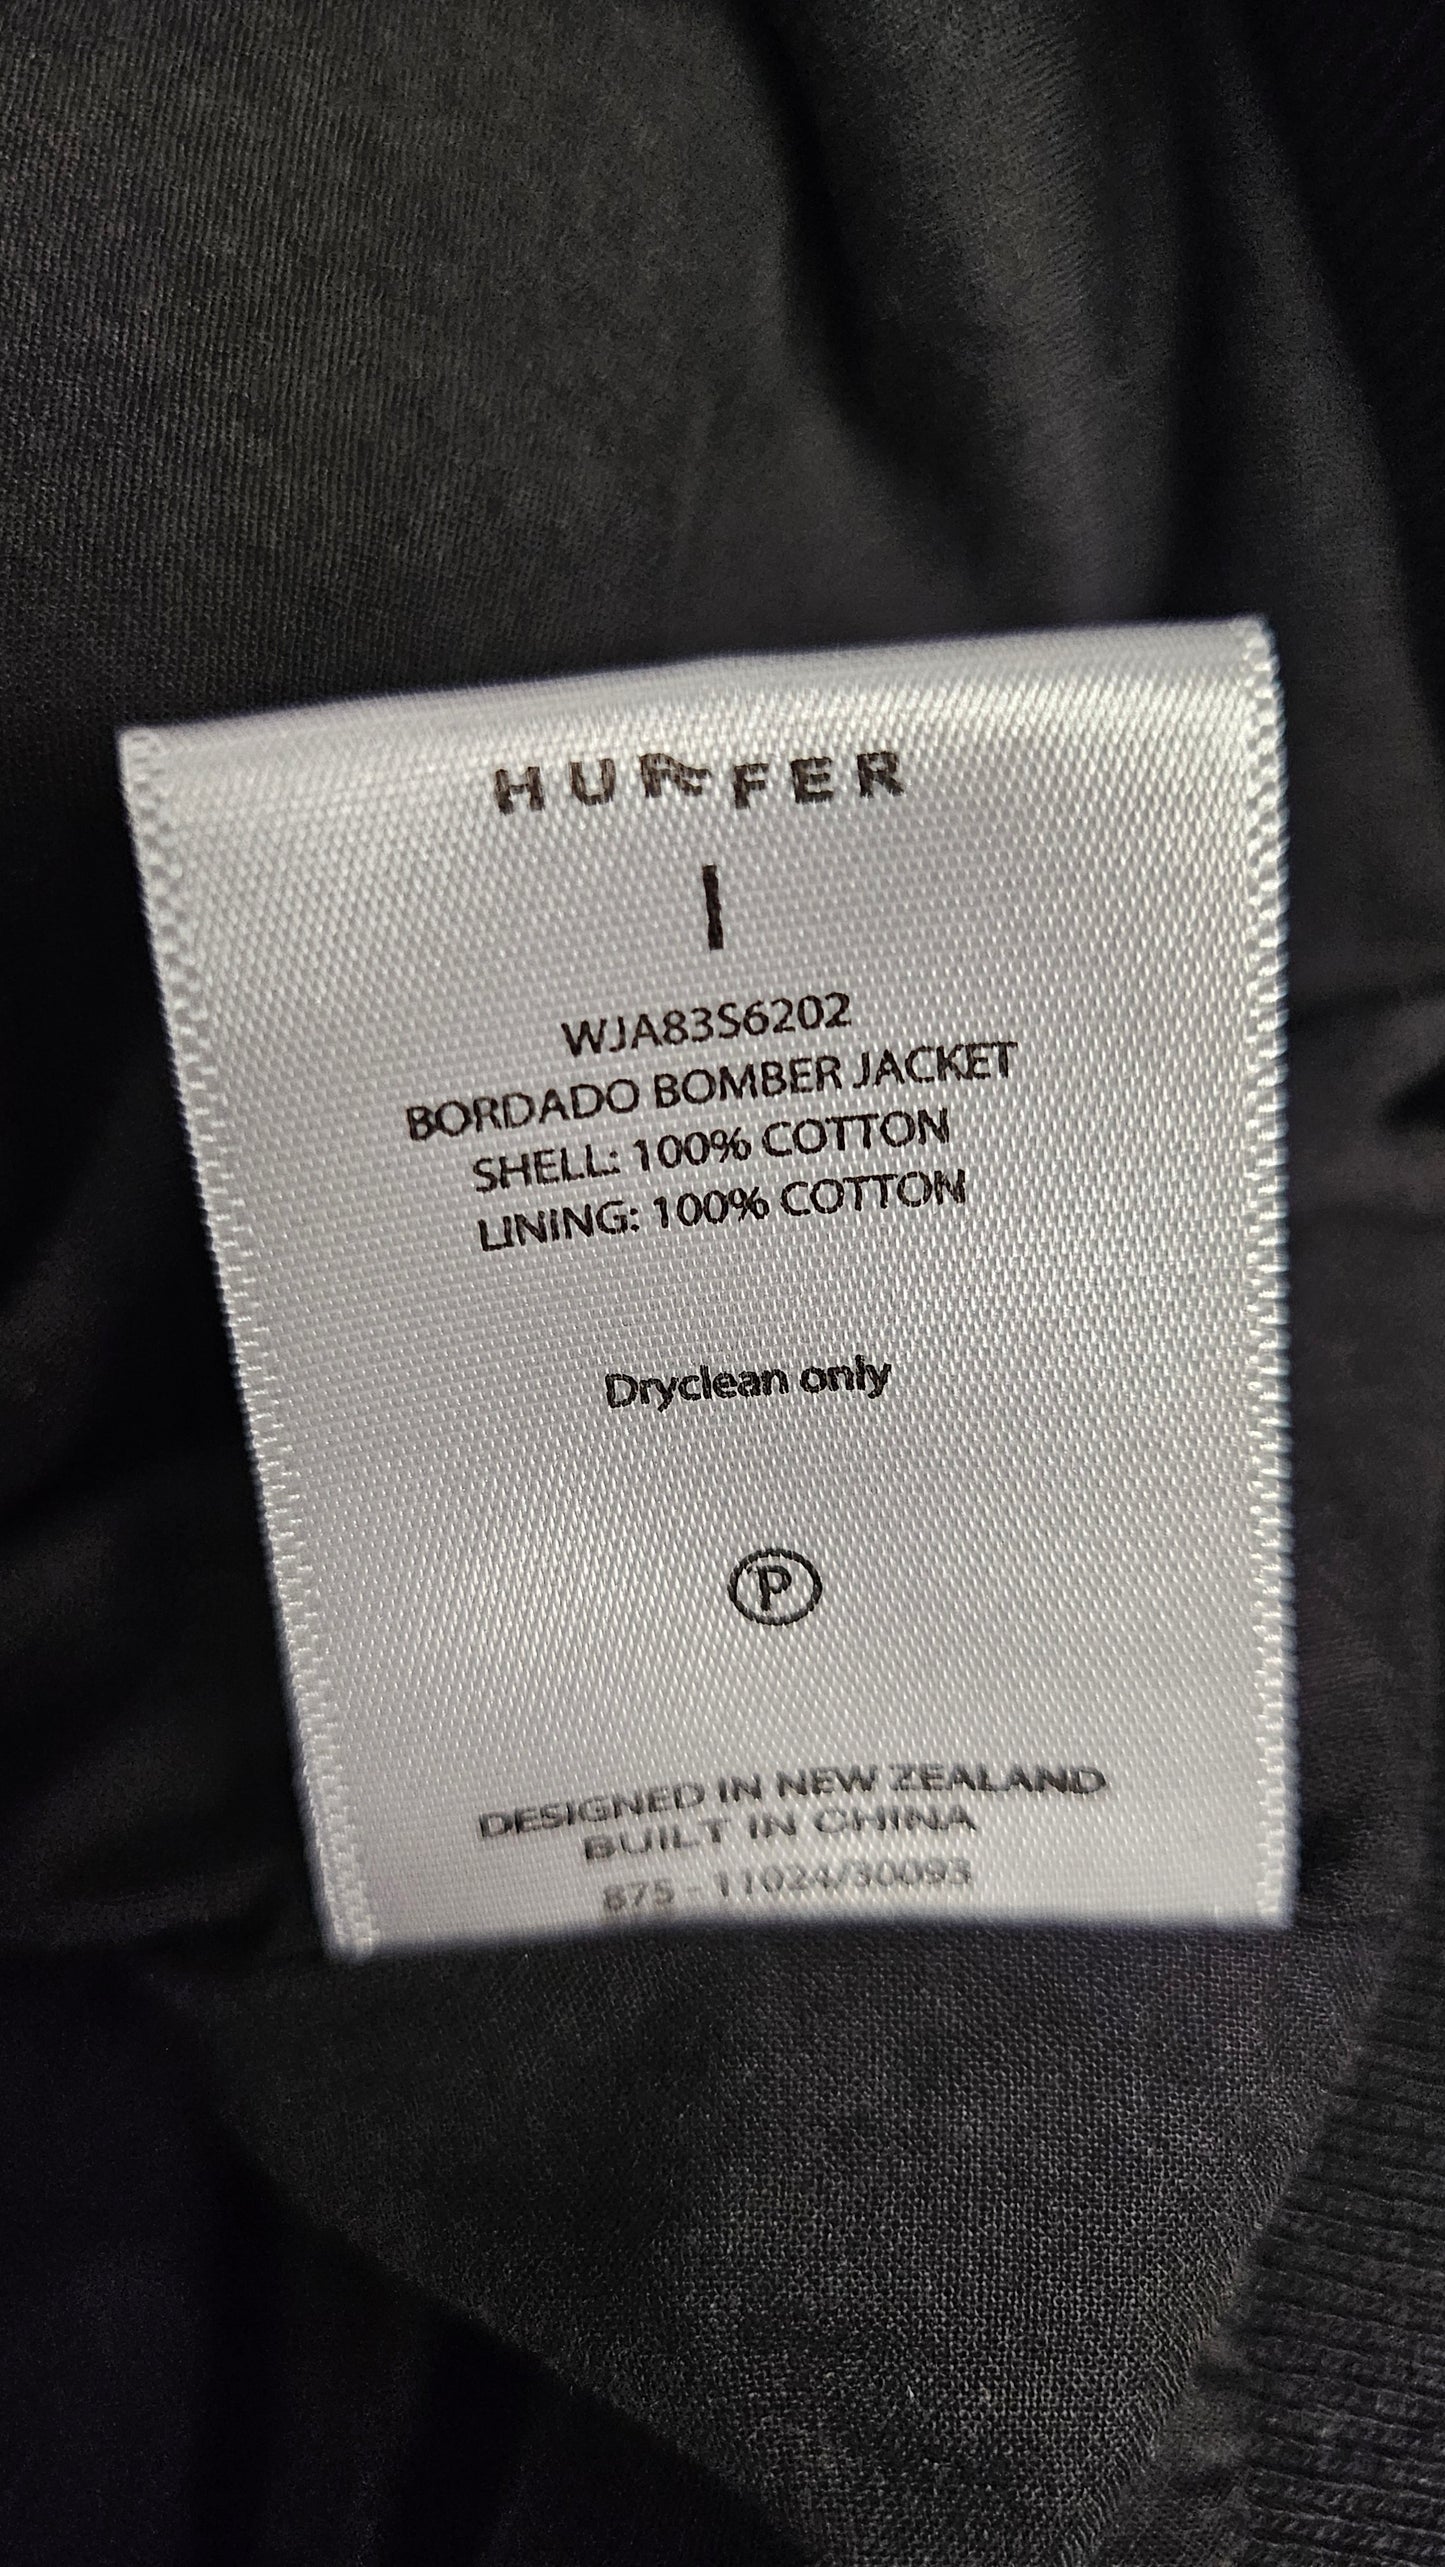 HUFFER
WJA83S6202
BORDADO BOMBER JACKET
SHELL: 100% COTTON
LINING: 100% COTTON
Dryclean only
P
DESIGNED IN NEW ZEALAND
BUILT IN CHINA
875 - 11024/30093